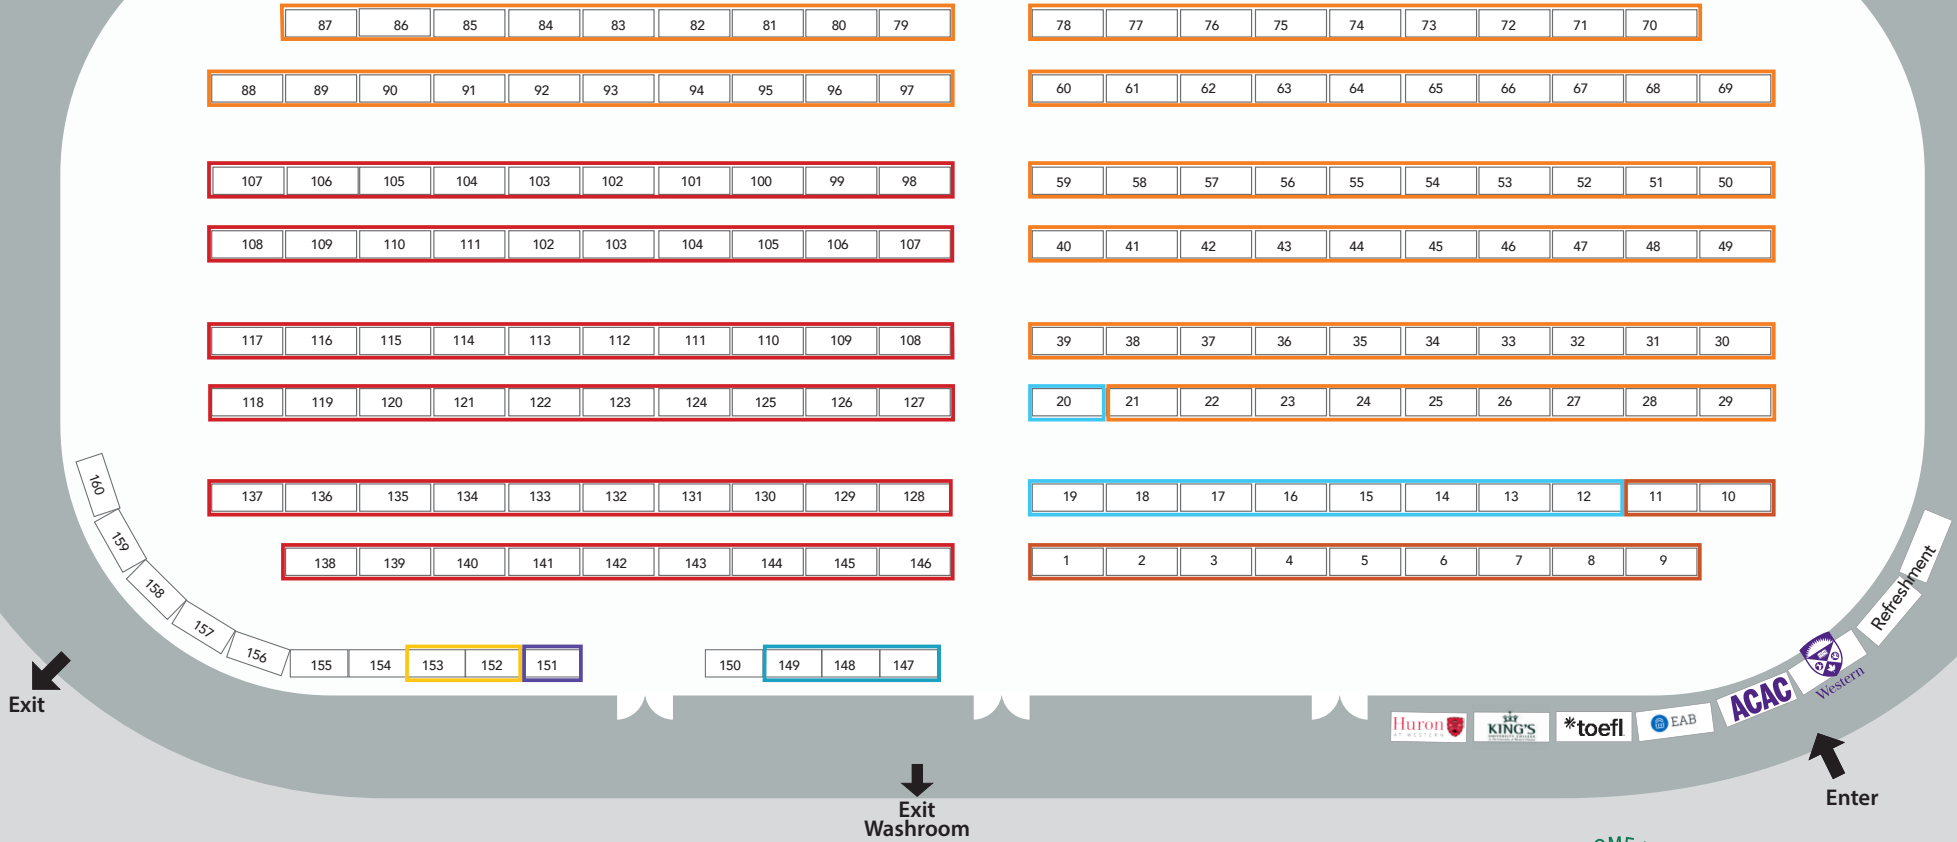 87 86 85 84 83 82 81 80 79 78 77 76 75 74 73 72 71 70
88 89 90 91 92 93 94 95 96 97 60 61 62 63 64 65 66 67 68 69
107 106 105 104 103 102 101 100 99 98 59 58 57 56 55 54 53 52 51 50
108 109 110 111 102 103 104 105 106 107 40 41 42 43 44 45 46 47 48 49
117 116 115 114 113 112 111 110 109 108 39 38 37 36 35 34 33 32 31 30
118 119 120 121 122 123 124 125 126 127 20 21 22 23 24 25 26 27 28 29
137 136 135 134 133 132 131 130 129 128 19 18 17 16 15 14 13 12 11 10
138 139 140 141 142 143 144 145 146 1 2 3 4 5 6 7 8 9
160
159
158
157
156
155 154 153 152 151 150 149 148 147
Refreshment
Western
ACAC
EAB
*toefl
KING'S
Huron
AT WESTERN
Exit
Exit
Washroom
Enter